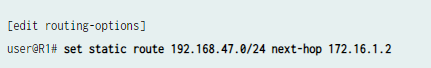 [edit routing-options]
user@R1# set static route 192.168.47.0/24 next-hop 172.16.1.2